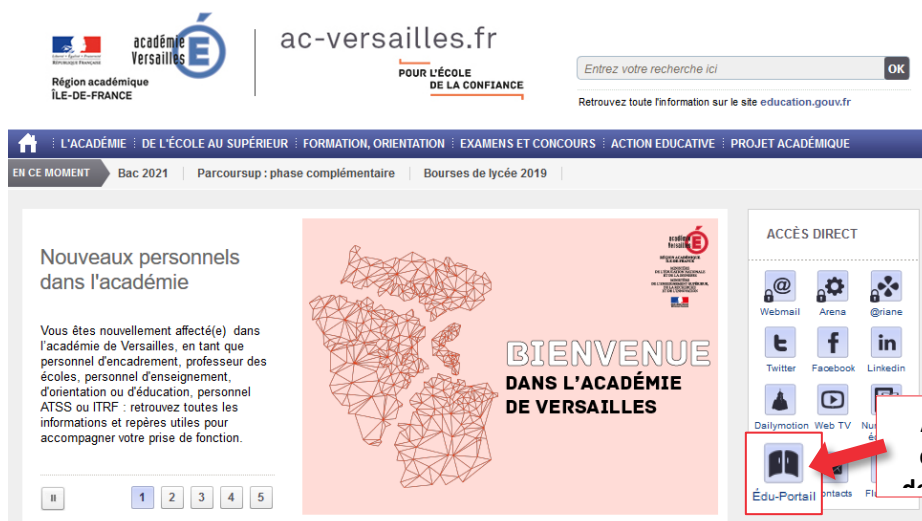 académie
Versailles
Région académique
ÎLE-DE-FRANCE
ac-versailles.fr
POUR L'ÉCOLE
DE LA CONFIANCE
Entrez votre recherche ici
OK
Retrouvez toute l'information sur le site education.gouv.fr
L'ACADÉMIE DE L'ÉCOLE AU SUPÉRIEUR FORMATION, ORIENTATION EXAMENS ET CONCOURS ACTION EDUCATIVE PROJET ACADÉMIQUE
EN CE MOMENT Bac 2021 Parcoursup : phase complémentaire Bourses de lycée 2019
Nouveaux personnels
dans l'académie
Vous êtes nouvellement affecté(e) dans
l'académie de Versailles, en tant que
personnel d'encadrement, professeur des
écoles, personnel d'enseignement,
d'orientation ou d'éducation, personnel
ATSS ou ITRF : retrouvez toutes les
informations et repères utiles pour
accompagner votre prise de fonction.
1 2 3 4 5
académie
Versailles
BIENVENUE
DANS L'ACADÉMIE
DE VERSAILLES
ACCÈS DIRECT
Webmail Arena @riane
Twitter Facebook Linkedin
Dailymotion Web TV
Édu-Portail